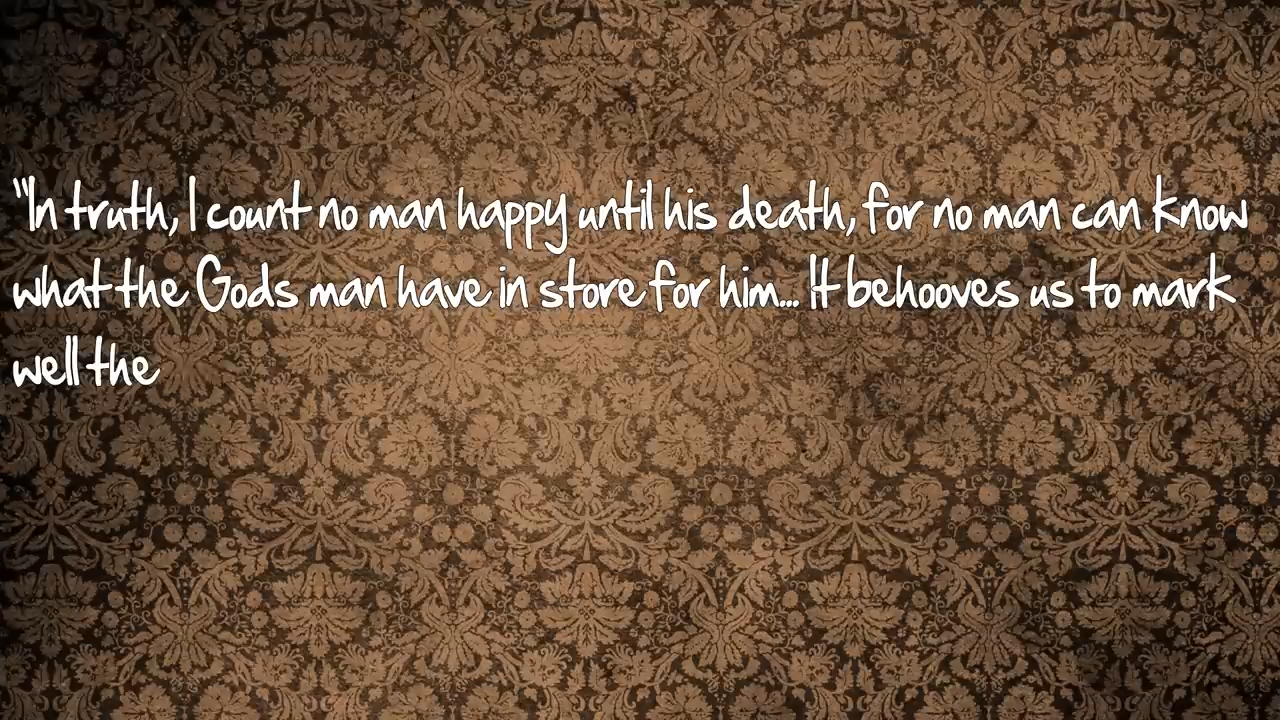 "In truth, I count no man happy until his death, for no man can know
what the Gods man have in store for him... It behooves us to mark
well the